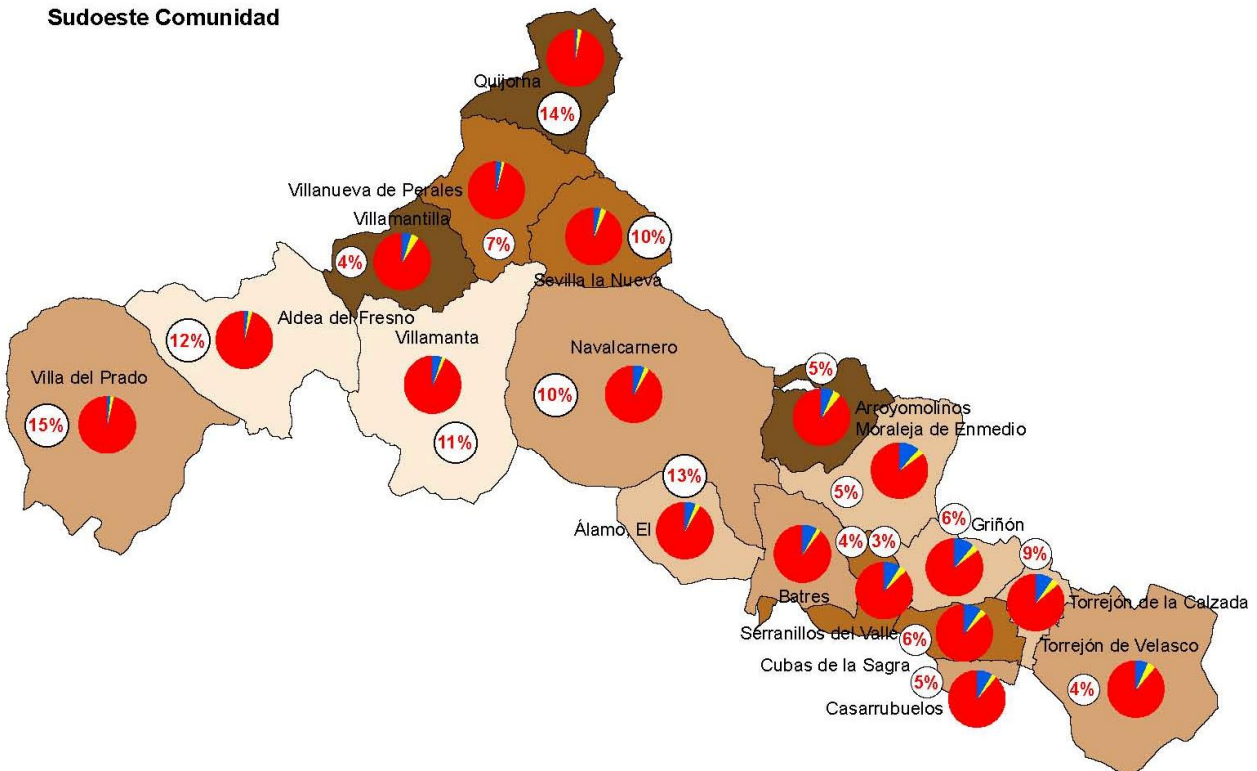 Sudoeste Comunidad
Quijorna
14%
Villanueva de Perales
7%
Villamantilla
4%
10%
Sevilla la Nueva
Aldea del Fresno
12%
Villamanta
11%
Navalcarnero
10%
Villa del Prado
15%
5%
Arroyomolinos
Moraleja de Enmedio
5%
13%
Álamo, El
6%
Griñón
4%
3%
9%
Batres
Torrejón de la Calzada
Serranillos del Valle
6%
Torrejón de Velasco
Cubas de la Sagra
5%
4%
Casarrubuelos